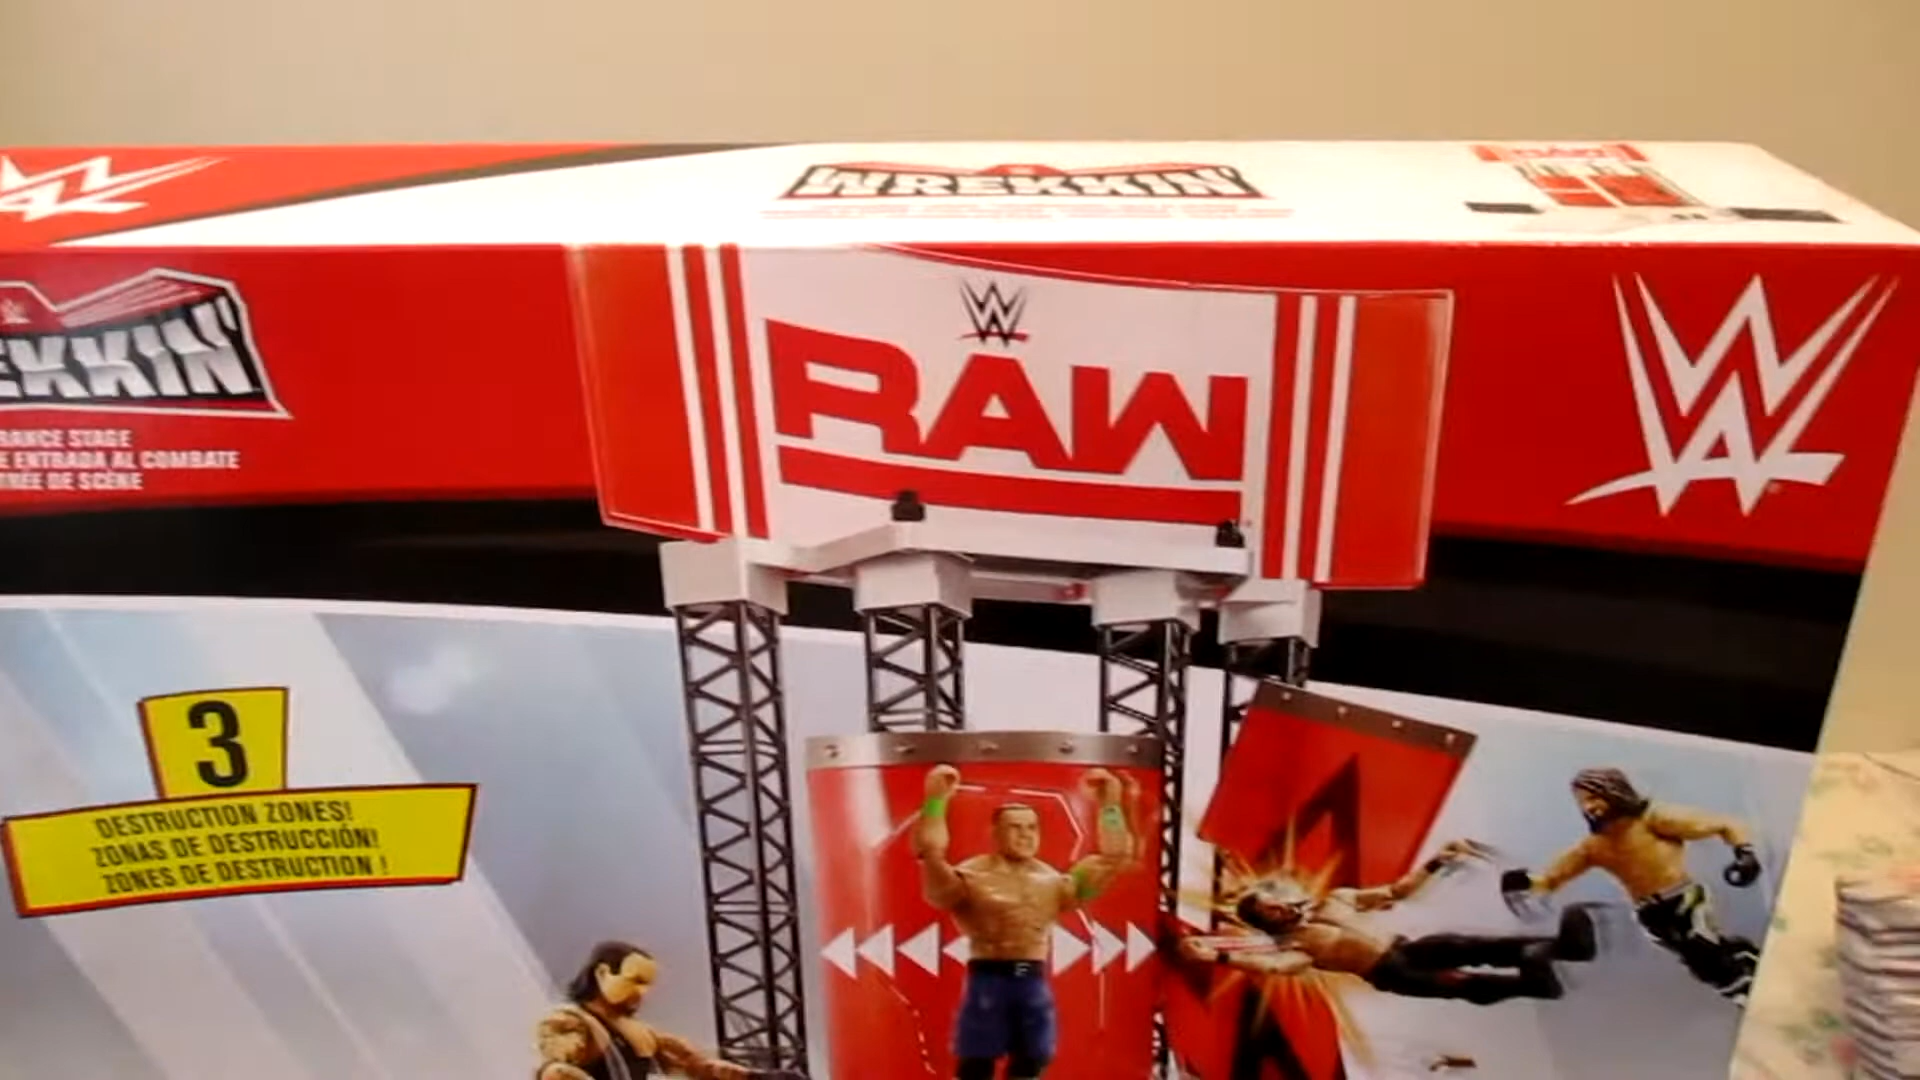 W
WREKKIN'
W
RAW
W
EKKIN'
RANCE STAGE
E ENTRADA AL COMBATE
TRÉE DE SCÈNE
3
DESTRUCTION ZONES!
ZONAS DE DESTRUCCIÓN!
ZONES DE DESTRUCTION !